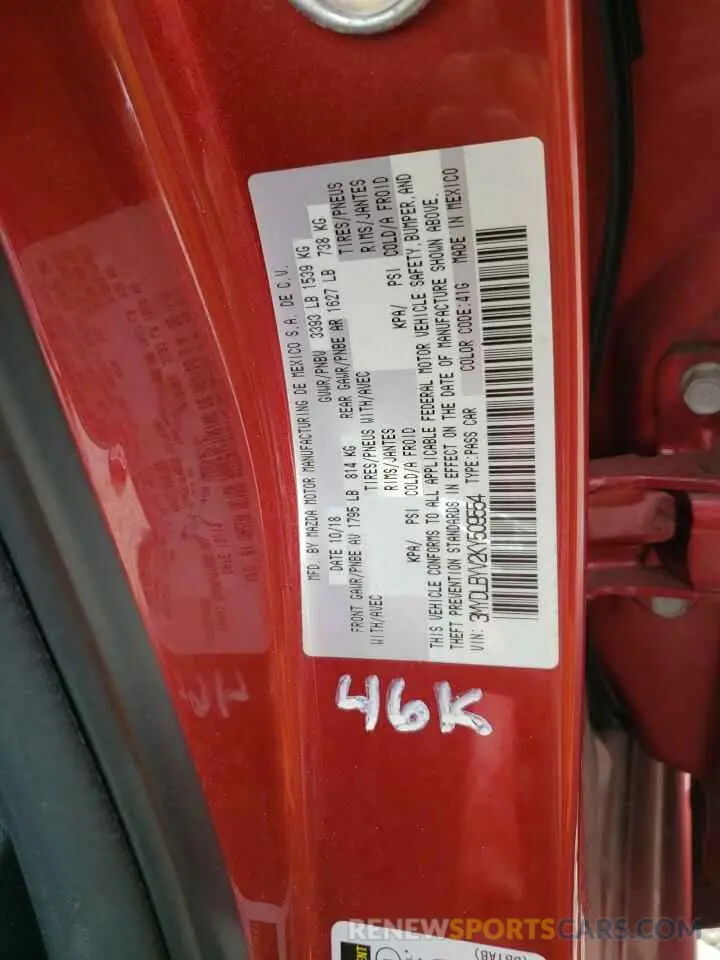 MFD. BY MAZDA MOTOR MANUFACTURING DE MEXICO S.A. DE C.V.
DATE 10/18 GVWR/PNBV 3393 LB 1539 KG
FRONT GAWR/PNBE AV 1795 LB 814 KG REAR GAWR/PNBE AR 1627 LB 738 KG
WITH/AVEC TIRES/PNEUS WITH/AVEC TIRES/PNEUS
RIMS/JANTES RIMS/JANTES
KPA/ PSI COLD/A FROID KPA/ PSI COLD/A FROID
THIS VEHICLE CONFORMS TO ALL APPLICABLE FEDERAL MOTOR VEHICLE SAFETY, BUMPER, AND
THEFT PREVENTION STANDARDS IN EFFECT ON THE DATE OF MANUFACTURE SHOWN ABOVE.
VIN: 3MYDLBYV2KY509554 TYPE:PASS CAR COLOR CODE:41G MADE IN MEXICO
46K
(081AB)
RENEWSPORTSCARS.COM